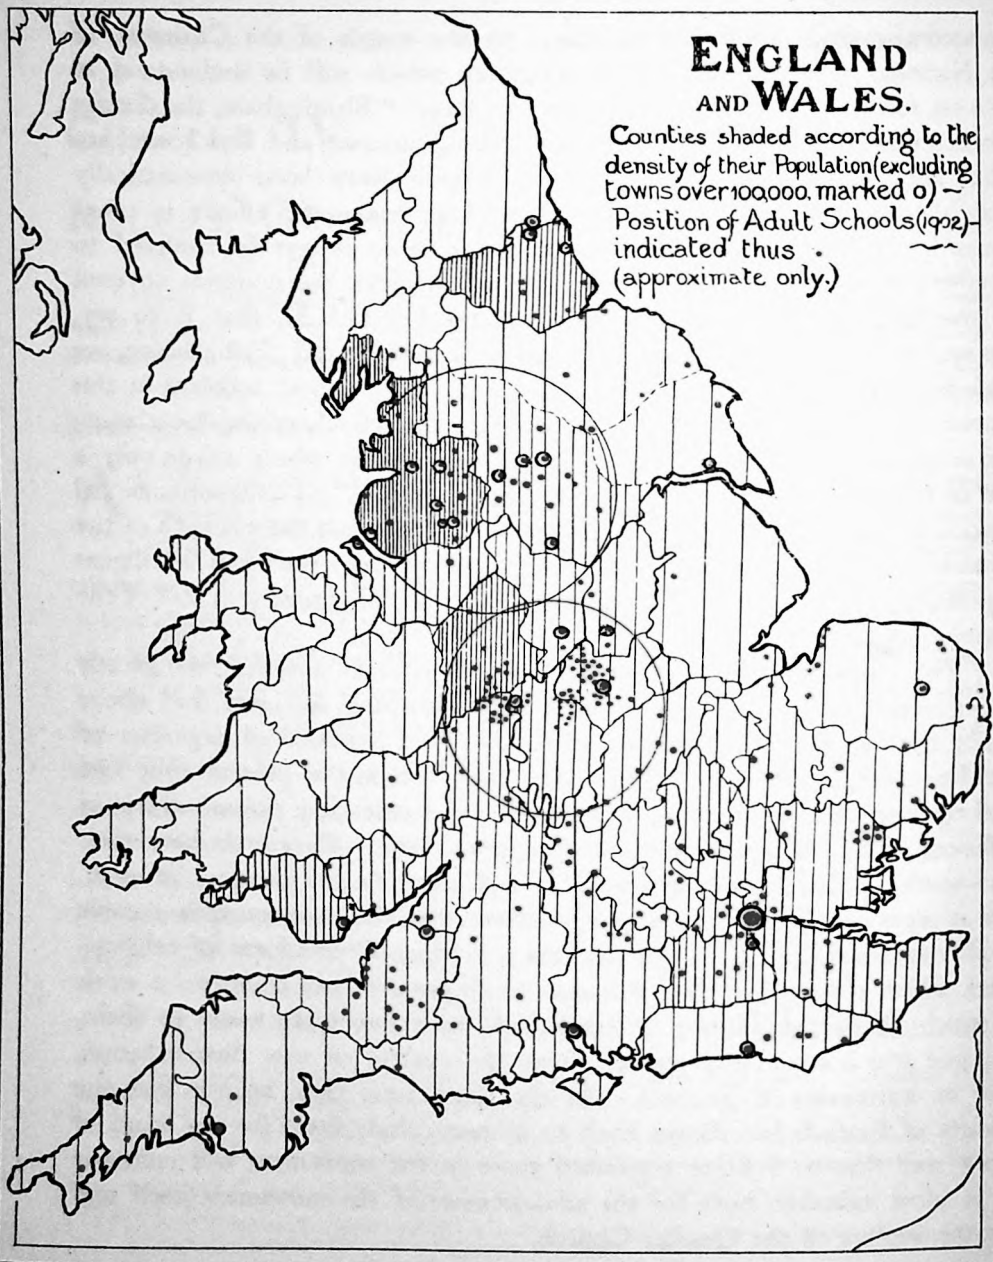 ENGLAND
AND WALES.
Counties shaded according to the
density of their Population (excluding
towns over 100,000. marked o) –
Position of Adult Schools (1902) –
indicated thus •
(approximate only.)